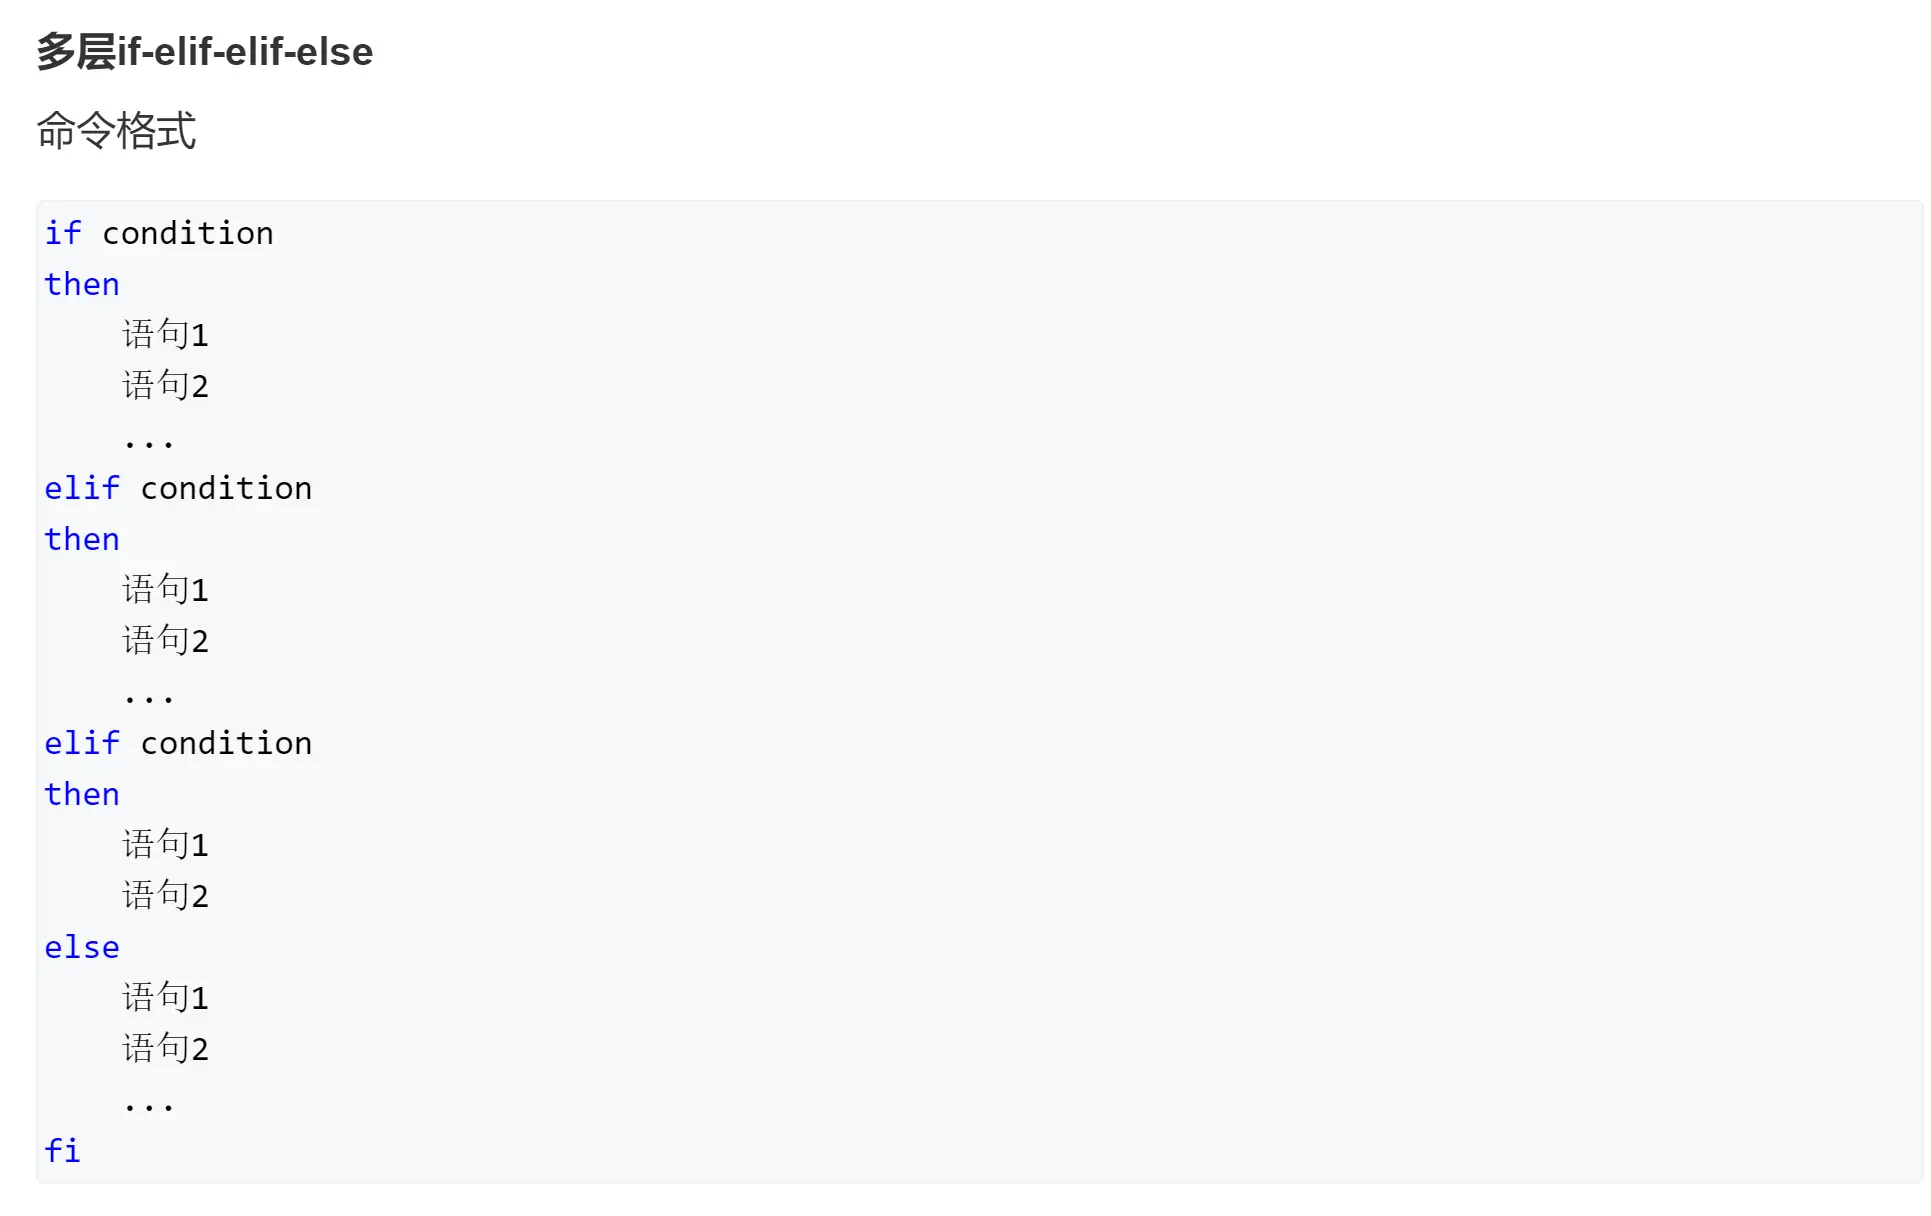 多层if-elif-elif-else
命令格式
if condition
then
    语句1
    语句2
    ...
elif condition
then
    语句1
    语句2
    ...
elif condition
then
    语句1
    语句2
else
    语句1
    语句2
    ...
fi